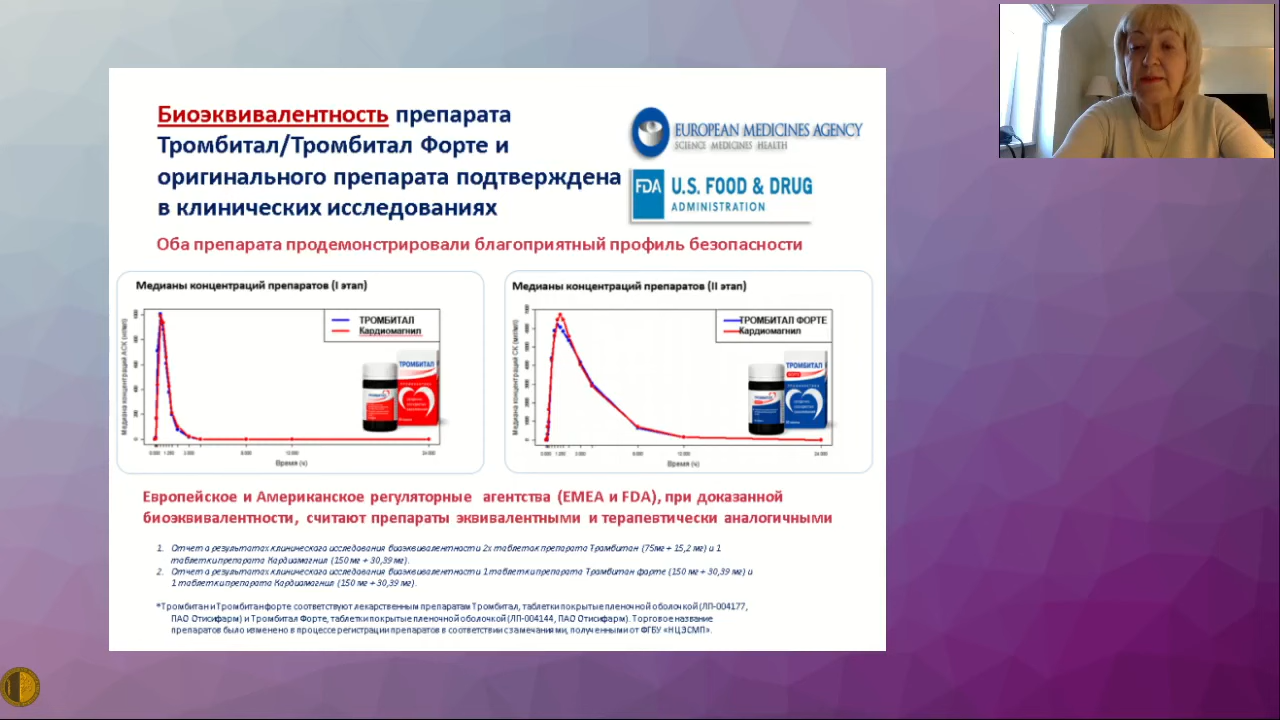 Биоэквивалентность препарата
Тромбитал/Тромбитал Форте и
оригинального препарата подтверждена
в клинических исследованиях
EUROPEAN MEDICINES AGENCY
SCIENCE MEDICINES HEALTH
FDA
U.S. FOOD & DRUG
ADMINISTRATION
Оба препарата продемонстрировали благоприятный профиль безопасности
Медианы концентраций препаратов (I этап)
ТРОМБИТАЛ
Кардиомагнил
ТРОМБИТАЛ
Время (ч)
Медианы концентраций препаратов (II этап)
ТРОМБИТАЛ ФОРТЕ
Кардиомагнил
ТРОМБИТАЛ
Время (ч)
Европейское и Американское регуляторные агентства (EMEA и FDA), при доказанной
биоэквивалентности, считают препараты эквивалентными и терапевтически аналогичными
1. Отчет о результатах клинического исследования биоэквивалентности 2х таблеток препарата Тромбитан (75мг + 15,2 мг) и 1
таблетки препарата Кардиомагнил (150 мг + 30,39 мг).
2. Отчет о результатах клинического исследования биоэквивалентности 1 таблетки препарата Тромбитан форте (150 мг + 30,39 мг) и
1 таблетки препарата Кардиомагнил (150 мг + 30,39 мг).
*Тромбитан и Тромбитан форте соответствуют лекарственным препаратам Тромбитал, таблетки покрытые пленочной оболочкой (ЛП-004177,
ПАО Отисифарм) и Тромбитал Форте, таблетки покрытые пленочной оболочкой (ЛП-004144, ПАО Отисифарм). Торговое название
препаратов было изменено в процессе регистрации препаратов в соответствии с замечаниями, полученными от ФГБУ «НЦЭСМП».